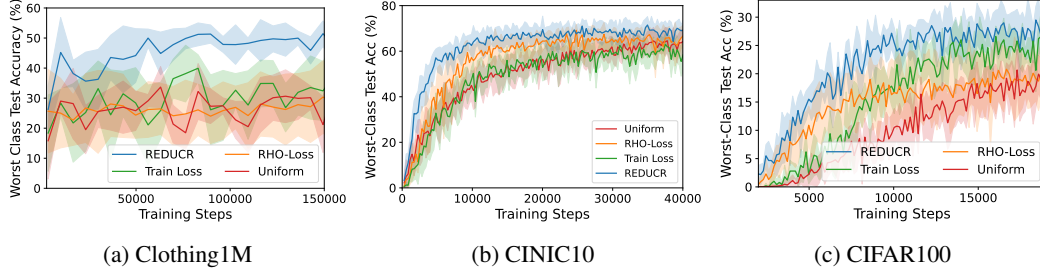 Worst Class Test Accuracy (%)
60
50
40
30
20
10
0
REDUCR
Train Loss
RHO-Loss
Uniform
50000
100000
150000
Training Steps
(a) Clothing1M
Worst-Class Test Acc (%)
80
60
40
20
0
Uniform
RHO-Loss
Train Loss
REDUCR
0
10000
20000
30000
40000
Training Steps
(b) CINIC10
Worst-Class Test Acc (%)
30
25
20
15
10
5
0
REDUCR
Train Loss
RHO-Loss
Uniform
5000
10000
15000
Training Steps
(c) CIFAR100